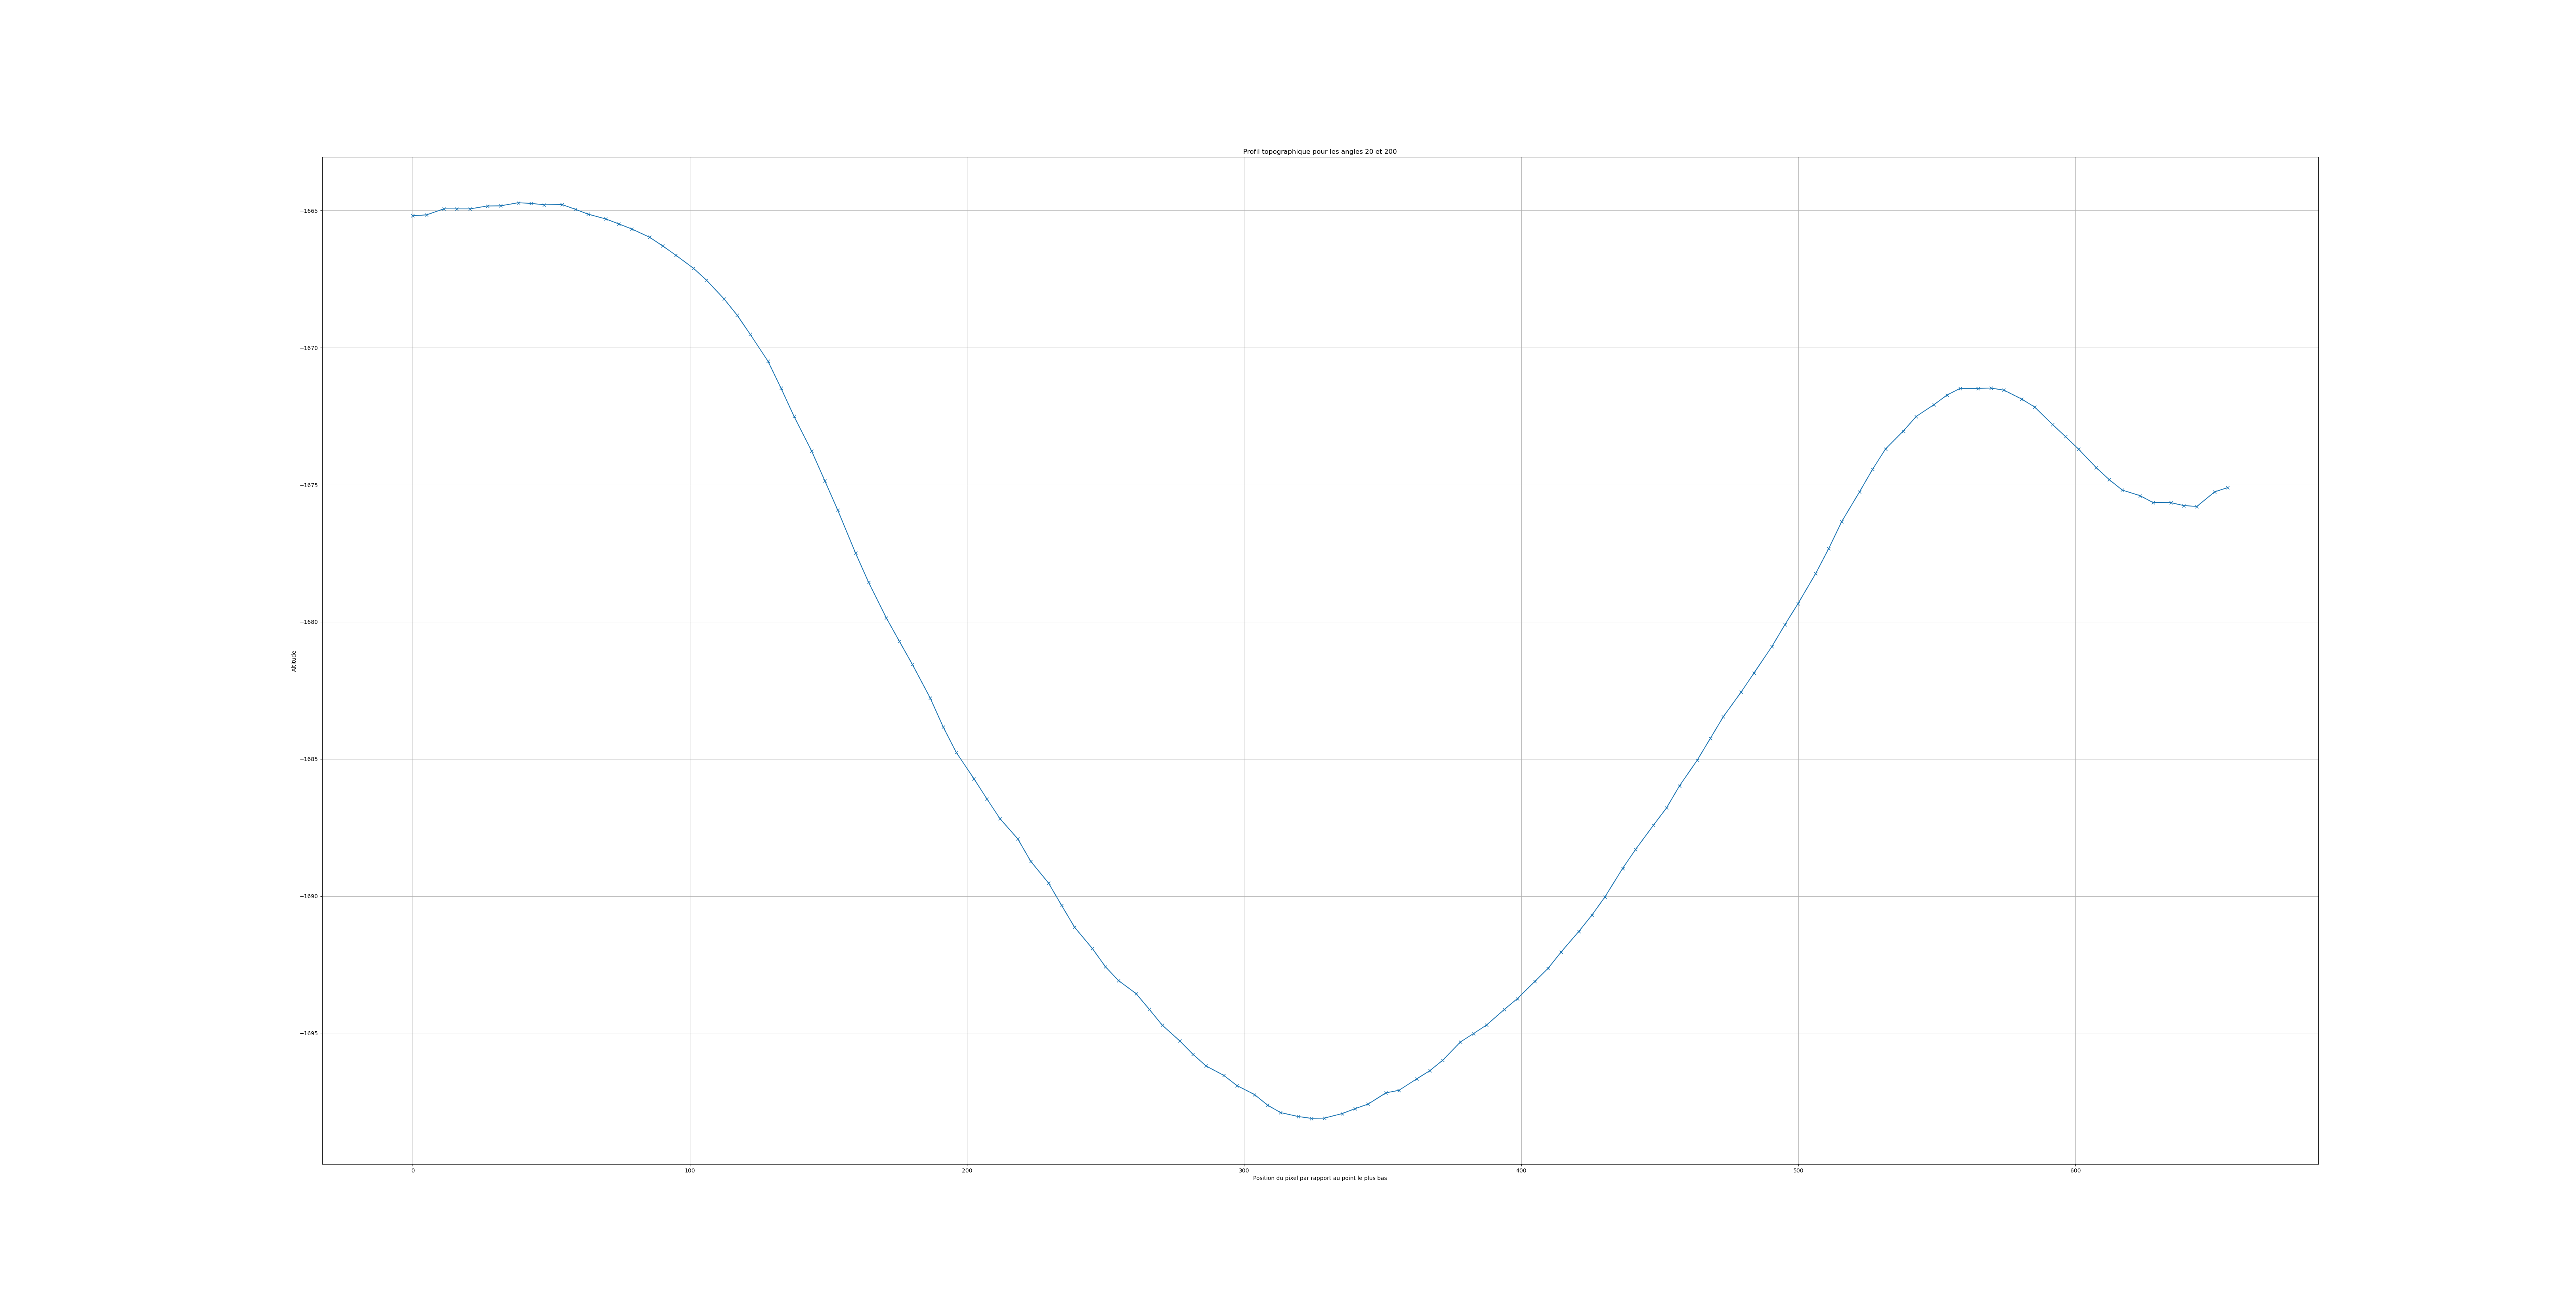 Profil topographique pour les angles 20 et 200
−1665
−1670
−1675
−1680
Altitude
−1685
−1690
−1695
0 100 200 300 400 500 600
Position du pixel par rapport au point le plus bas